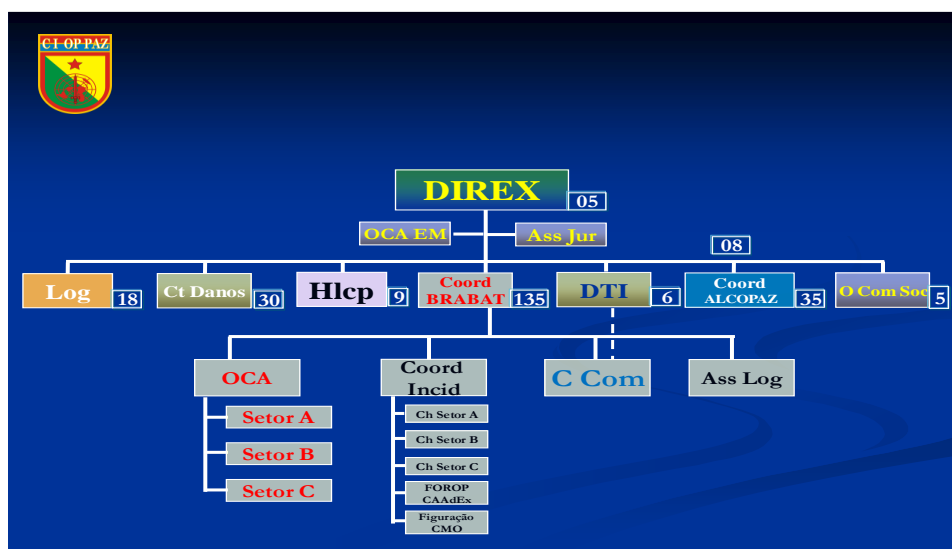 C I OP PAZ
DIREX
05
OCA EM
Ass Jur
08
Log
18
Ct Danos
30
Hlcp
9
Coord
BRABAT
135
DTI
6
Coord
ALCOPAZ
35
O Com Soc
5
OCA
Coord
Incid
C Com
Ass Log
Setor A
Setor B
Setor C
Ch Setor A
Ch Setor B
Ch Setor C
FOROP
CAAdEx
Figuração
CMO